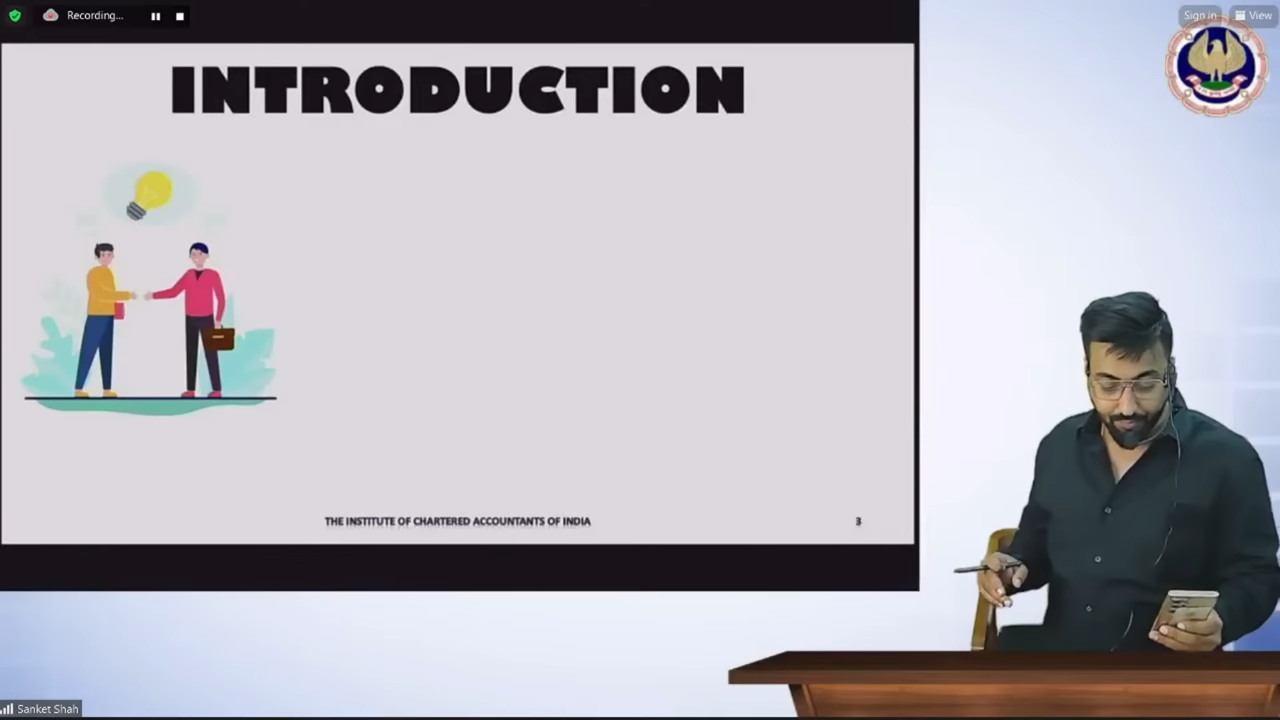 Recording...
Sign in
View
INTRODUCTION
THE INSTITUTE OF CHARTERED ACCOUNTANTS OF INDIA
3
Sanket Shah